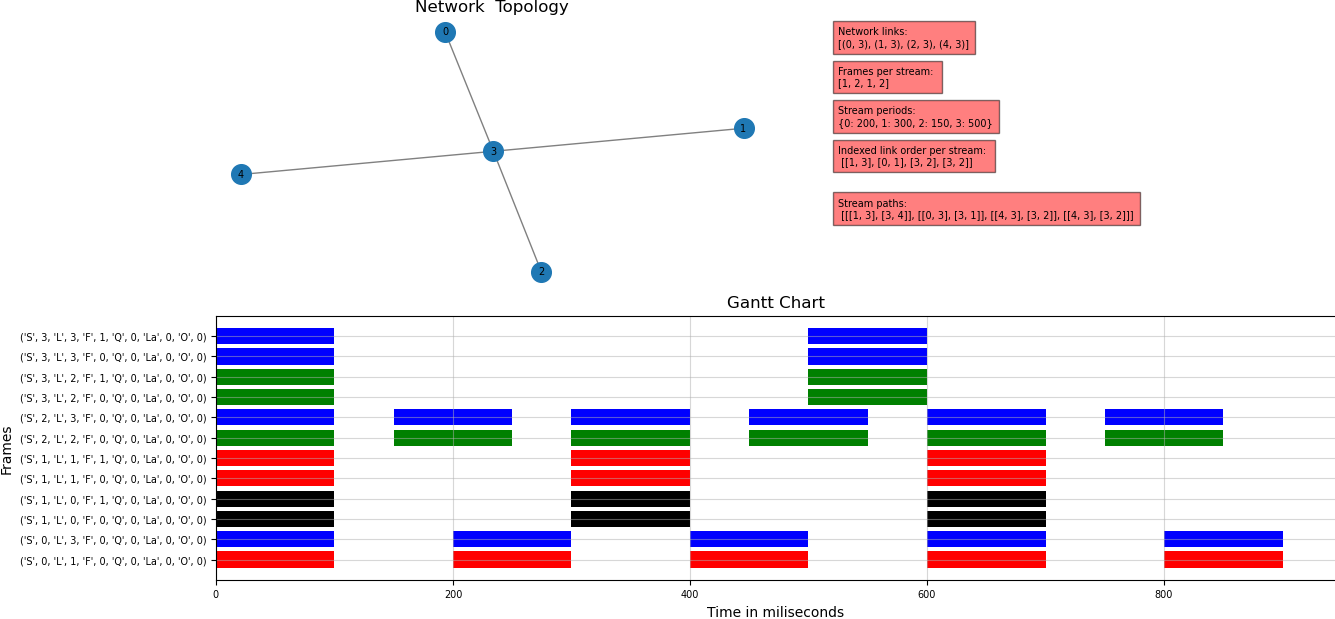 Network  Topology
0
1
3
4
2
Network links:
[(0, 3), (1, 3), (2, 3), (4, 3)]
Frames per stream:
[1, 2, 1, 2]
Stream periods:
{0: 200, 1: 300, 2: 150, 3: 500}
Indexed link order per stream:
[[1, 3], [0, 1], [3, 2], [3, 2]]
Stream paths:
[[[1, 3], [3, 4]], [[0, 3], [3, 1]], [[4, 3], [3, 2]], [[4, 3], [3, 2]]]
Gantt Chart
Frames
('S', 3, 'L', 3, 'F', 1, 'Q', 0, 'La', 0, 'O', 0)
('S', 3, 'L', 3, 'F', 0, 'Q', 0, 'La', 0, 'O', 0)
('S', 3, 'L', 2, 'F', 1, 'Q', 0, 'La', 0, 'O', 0)
('S', 3, 'L', 2, 'F', 0, 'Q', 0, 'La', 0, 'O', 0)
('S', 2, 'L', 3, 'F', 0, 'Q', 0, 'La', 0, 'O', 0)
('S', 2, 'L', 2, 'F', 0, 'Q', 0, 'La', 0, 'O', 0)
('S', 1, 'L', 1, 'F', 1, 'Q', 0, 'La', 0, 'O', 0)
('S', 1, 'L', 1, 'F', 0, 'Q', 0, 'La', 0, 'O', 0)
('S', 1, 'L', 0, 'F', 1, 'Q', 0, 'La', 0, 'O', 0)
('S', 1, 'L', 0, 'F', 0, 'Q', 0, 'La', 0, 'O', 0)
('S', 0, 'L', 3, 'F', 0, 'Q', 0, 'La', 0, 'O', 0)
('S', 0, 'L', 1, 'F', 0, 'Q', 0, 'La', 0, 'O', 0)
0 200 400 600 800
Time in miliseconds